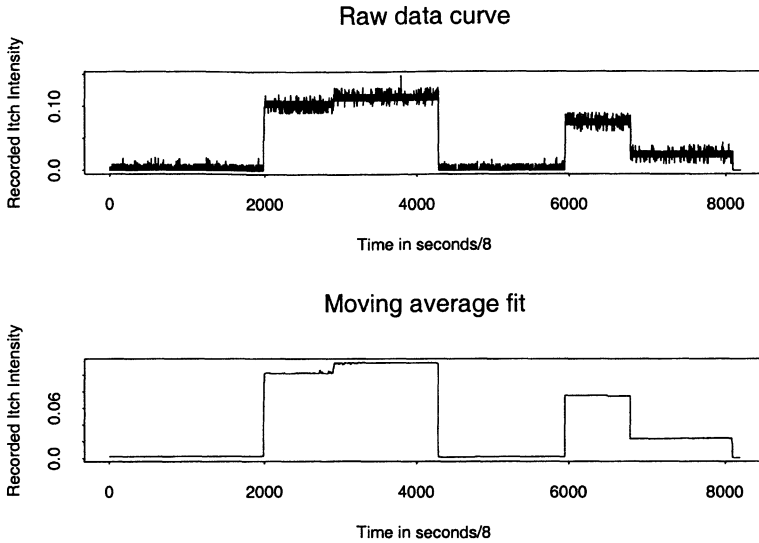 Raw data curve
Recorded Itch Intensity
0.10
0.0
0 2000 4000 6000 8000
Time in seconds/8
Moving average fit
Recorded Itch Intensity
0.06
0.0
0 2000 4000 6000 8000
Time in seconds/8